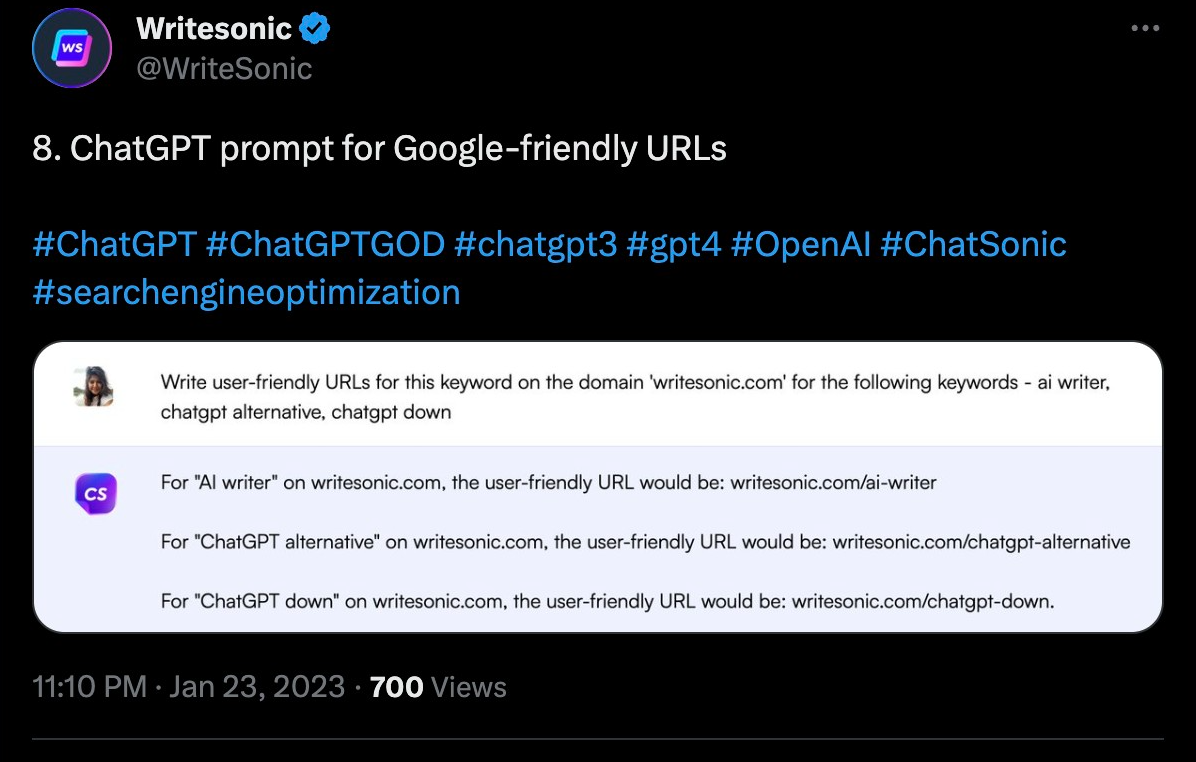 WS
Writesonic
@WriteSonic
8. ChatGPT prompt for Google-friendly URLs
#ChatGPT #ChatGPTGOD #chatgpt3 #gpt4 #OpenAI #ChatSonic
#searchengineoptimization
Write user-friendly URLs for this keyword on the domain 'writesonic.com' for the following keywords - ai writer,
chatgpt alternative, chatgpt down
CS
For "AI writer" on writesonic.com, the user-friendly URL would be: writesonic.com/ai-writer
For "ChatGPT alternative" on writesonic.com, the user-friendly URL would be: writesonic.com/chatgpt-alternative
For "ChatGPT down" on writesonic.com, the user-friendly URL would be: writesonic.com/chatgpt-down.
11:10 PM · Jan 23, 2023 · 700 Views